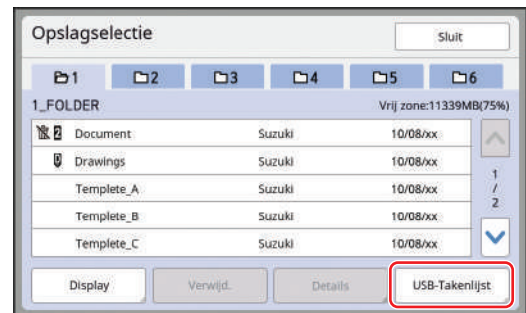 Opslagselectie Sluit
1 2 3 4 5 6
1_FOLDER Vrij zone:11339MB(75%)
2 Document Suzuki 10/08/xx
Drawings Suzuki 10/08/xx
Templete_A Suzuki 10/08/xx
Templete_B Suzuki 10/08/xx
Templete_C Suzuki 10/08/xx
1
/
2
Display Verwijd. Details USB-Takenlijst